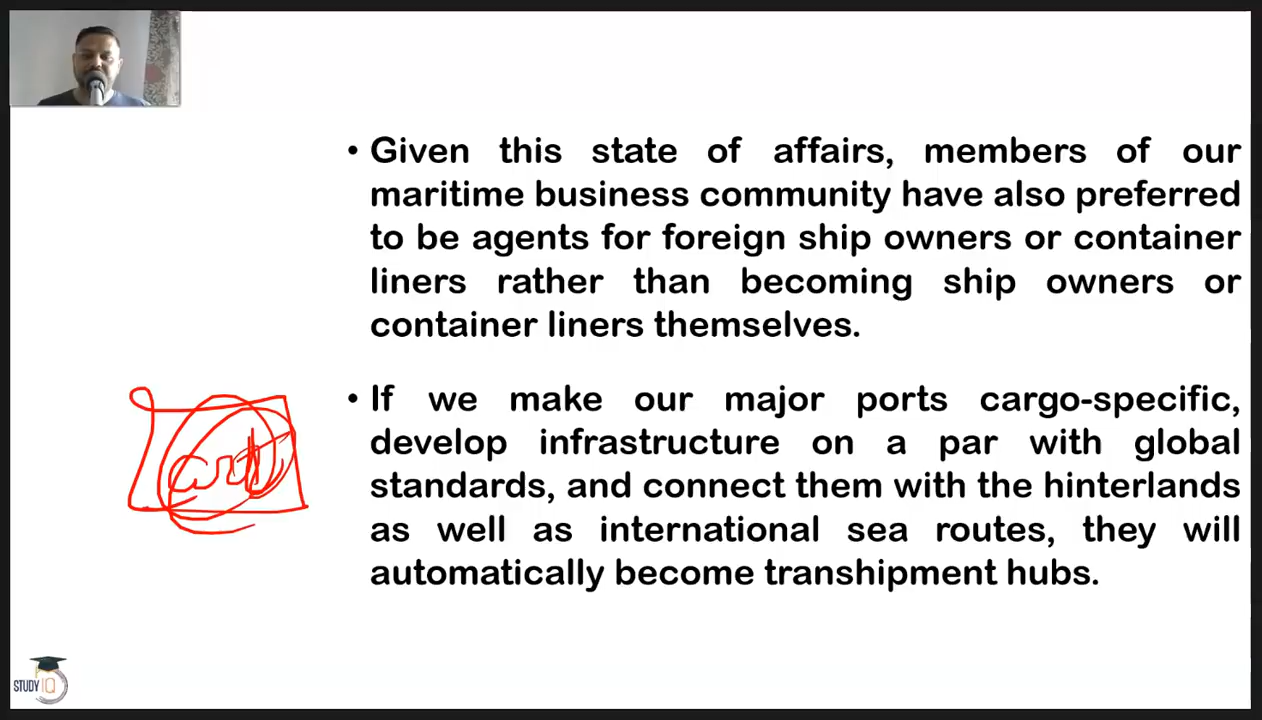 • Given this state of affairs, members of our
maritime business community have also preferred
to be agents for foreign ship owners or container
liners rather than becoming ship owners or
container liners themselves.
• If we make our major ports cargo-specific,
develop infrastructure on a par with global
standards, and connect them with the hinterlands
as well as international sea routes, they will
automatically become transhipment hubs.
STUDY IQ